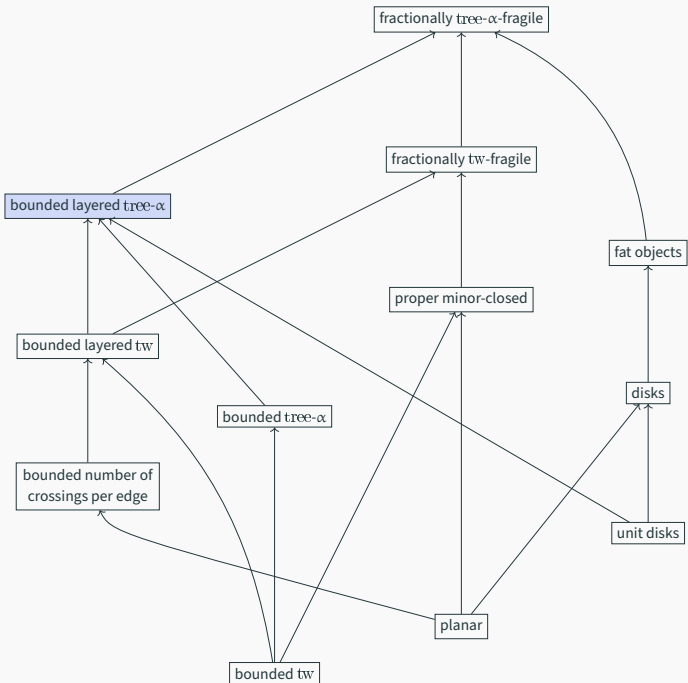 fractionally tree-α-fragile
fractionally tw-fragile
bounded layered tree-α
fat objects
proper minor-closed
bounded layered tw
disks
bounded tree-α
bounded number of
crossings per edge
unit disks
planar
bounded tw